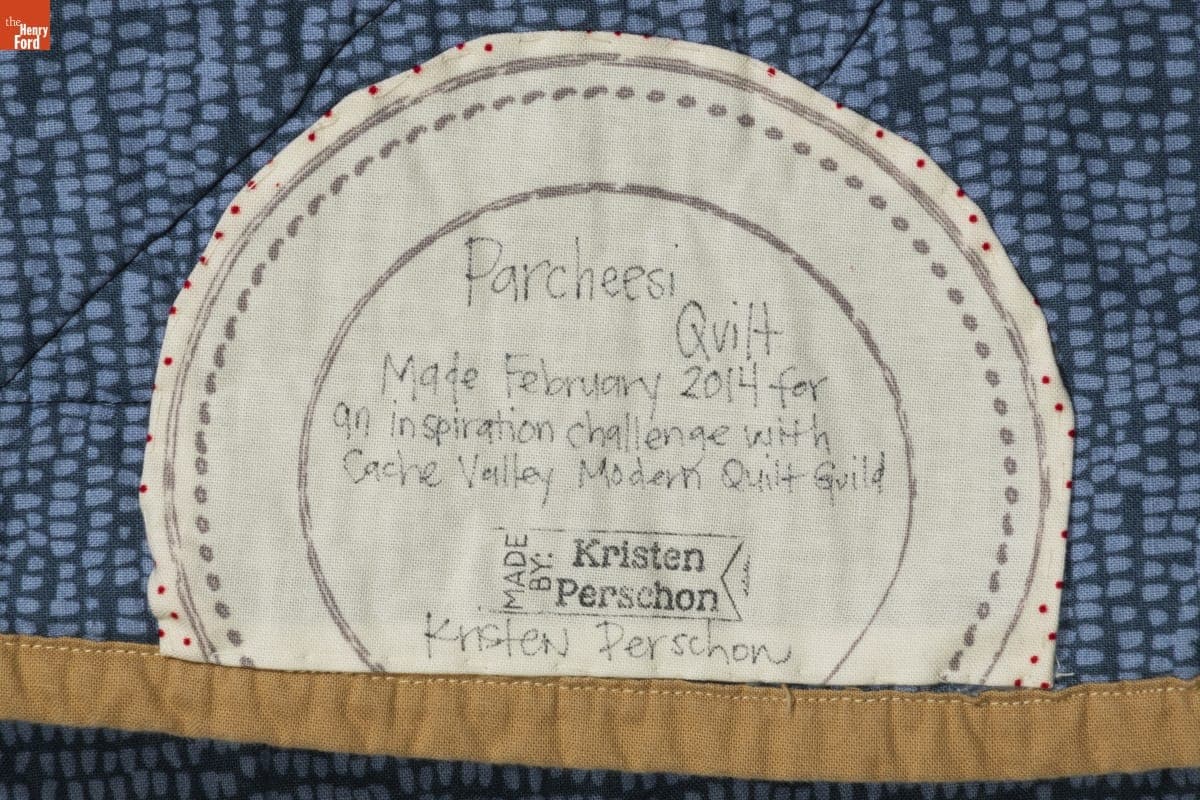 the
Henry
Ford
Parcheesi
Quilt
Made February 2014 for
an inspiration challenge with
Cache Valley Modern Quilt Guild
MADE BY:
Kristen
Perschon
Kristen Perschon